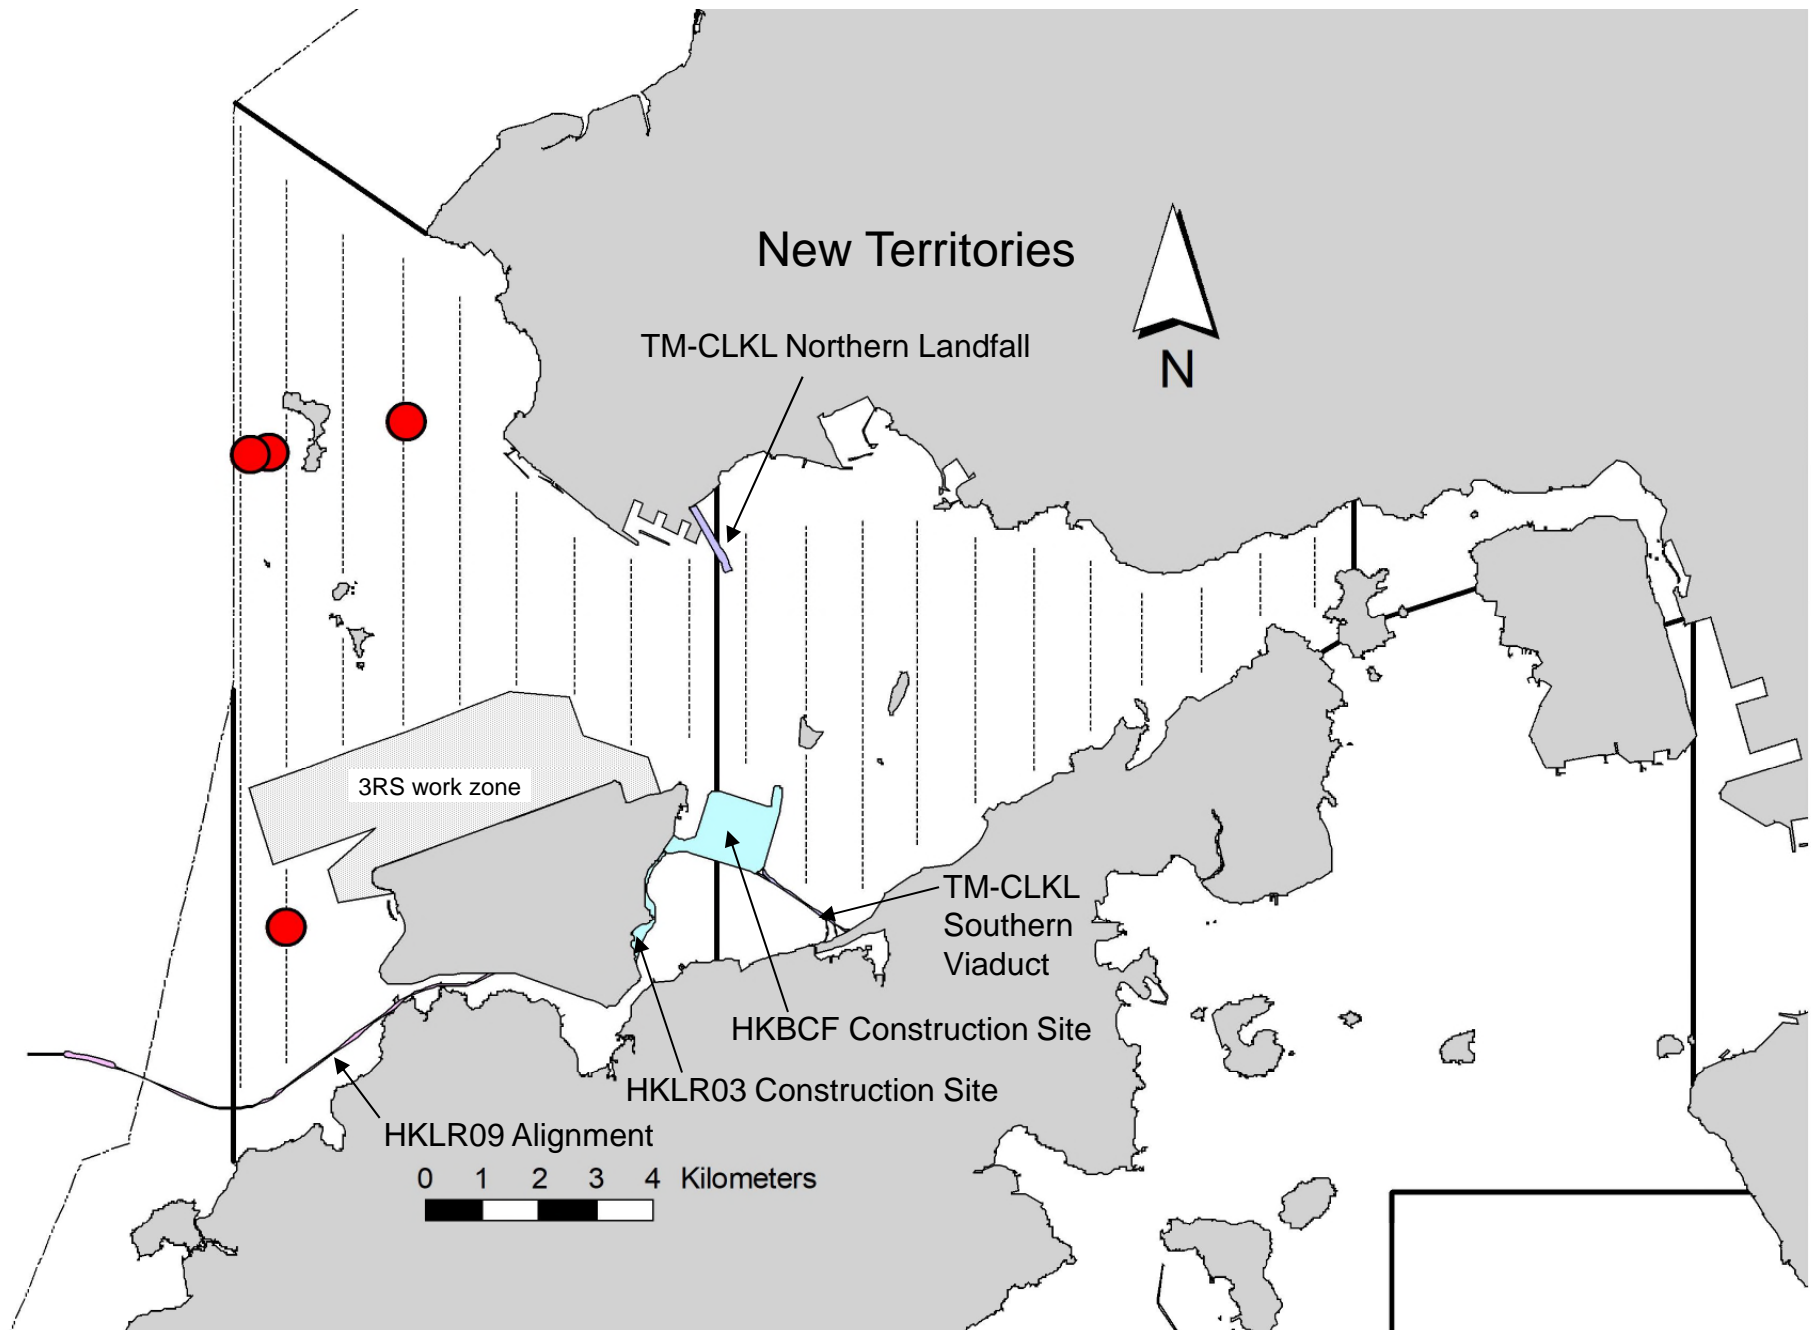 New Territories
TM-CLKL Northern Landfall
N
3RS work zone
TM-CLKL
Southern
Viaduct
HKBCF Construction Site
HKLR03 Construction Site
HKLR09 Alignment
0 1 2 3 4 Kilometers